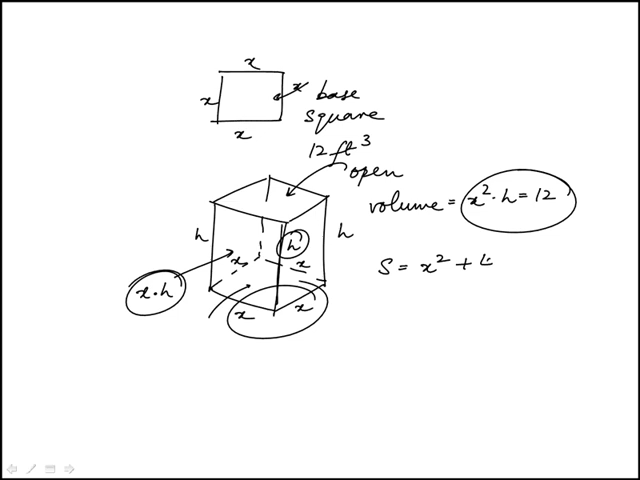 x
x
x
x
base
square
12 ft³
open
volume = x²·h = 12
h
h
h
S = x² + 4
x
x
x·h
x
x